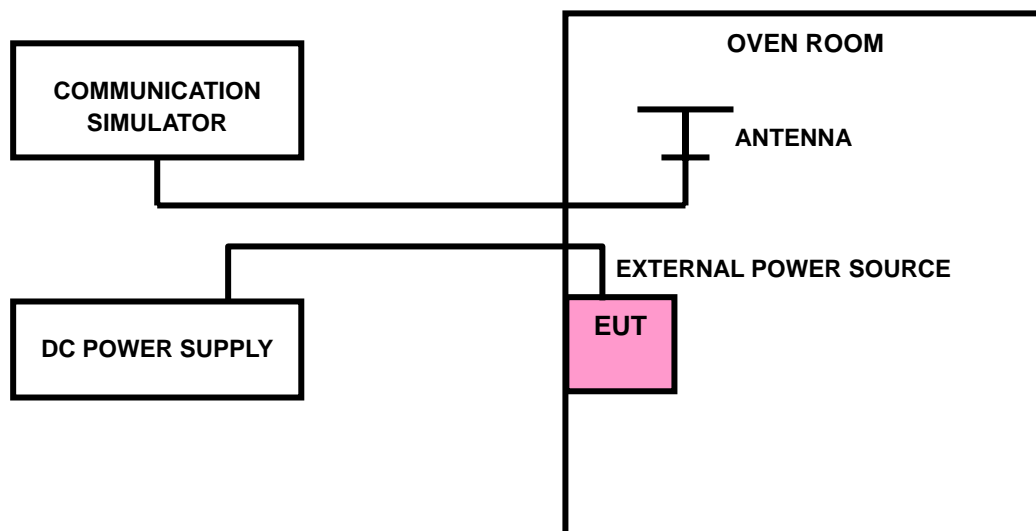 OVEN ROOM
COMMUNICATION
SIMULATOR
ANTENNA
EXTERNAL POWER SOURCE
EUT
DC POWER SUPPLY